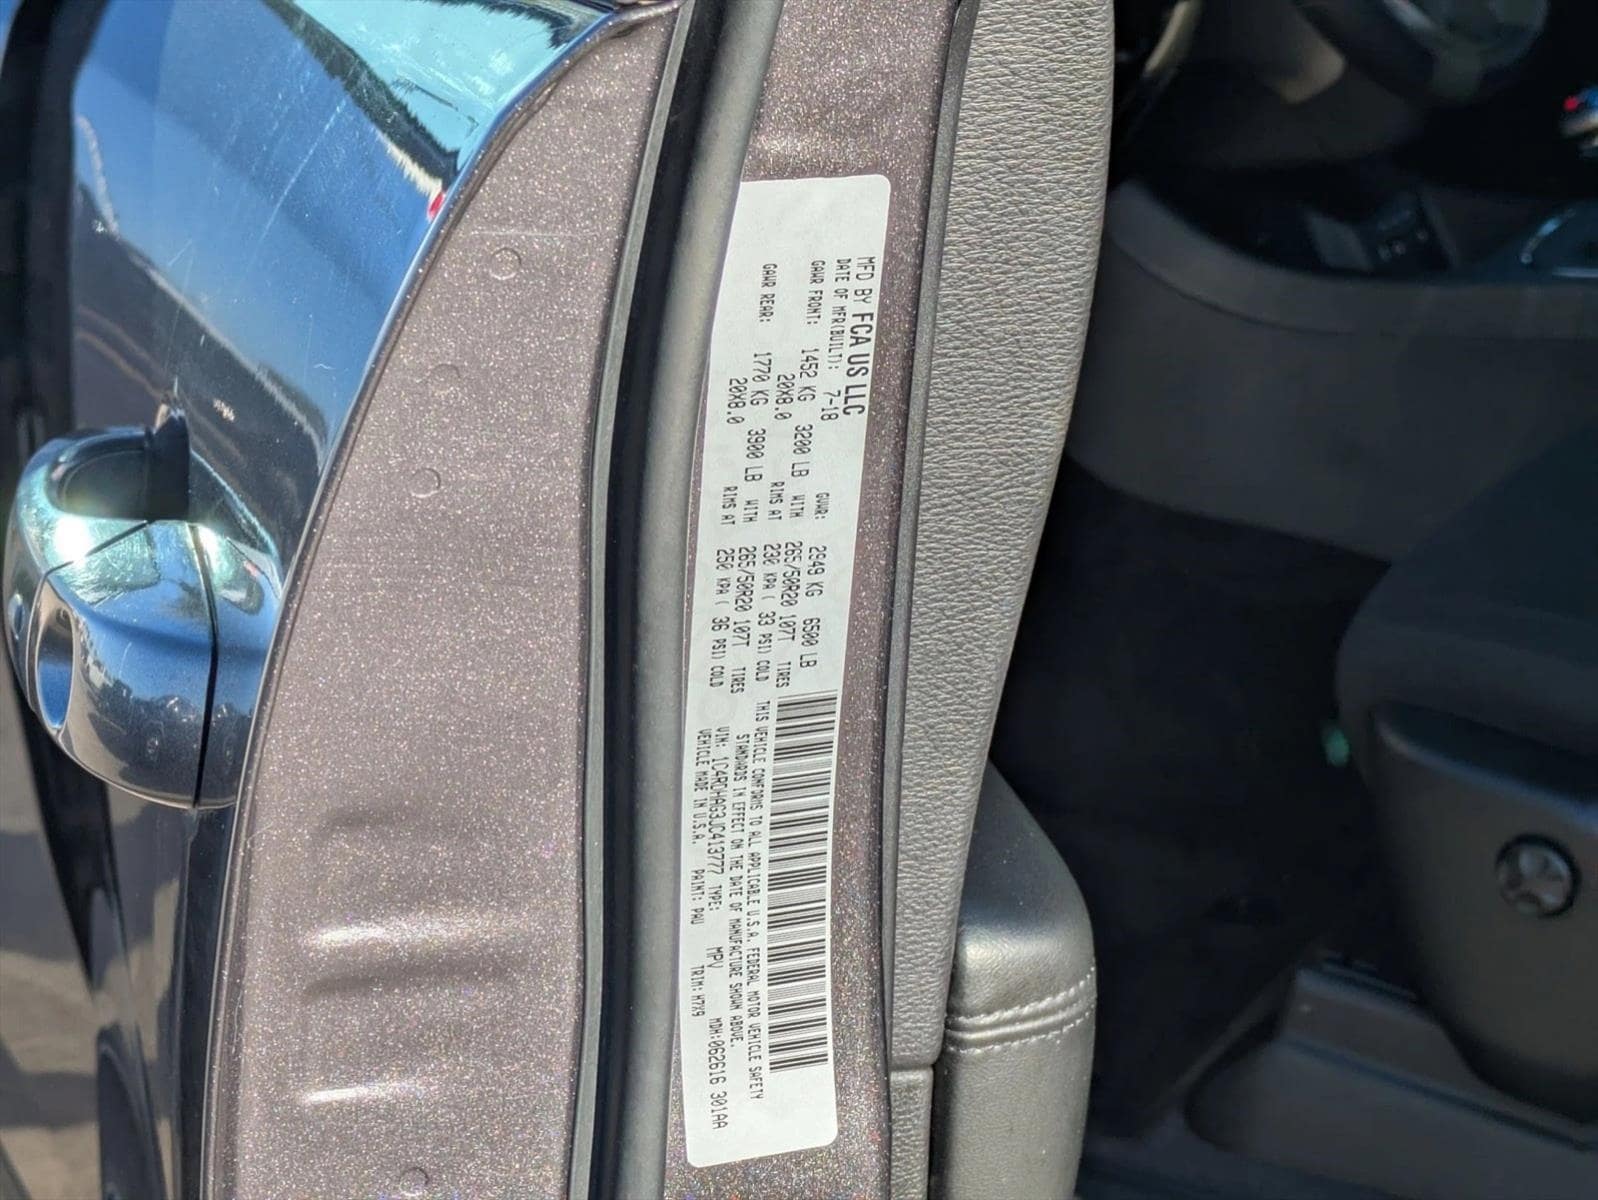 MFD BY FCA US LLC
DATE OF MFR(BUILT): 7-18 GVWR: 2949 KG 6500 LB
GAWR FRONT: 1452 KG 3200 LB WITH 265/50R20 107T TIRES
20X8.0 RIMS AT 230 KPA( 33 PSI) COLD
GAWR REAR: 1770 KG 3900 LB WITH 265/50R20 107T TIRES
20X8.0 RIMS AT 250 KPA( 36 PSI) COLD
THIS VEHICLE CONFORMS TO ALL APPLICABLE U.S.A. FEDERAL MOTOR VEHICLE SAFETY
STANDARDS IN EFFECT ON THE DATE OF MANUFACTURE SHOWN ABOVE.
VIN: 1C4RDHAG3JC413777 TYPE: MPV MDH:062616 301AA
VEHICLE MADE IN U.S.A. PAINT: PAU TRIM: H7X9